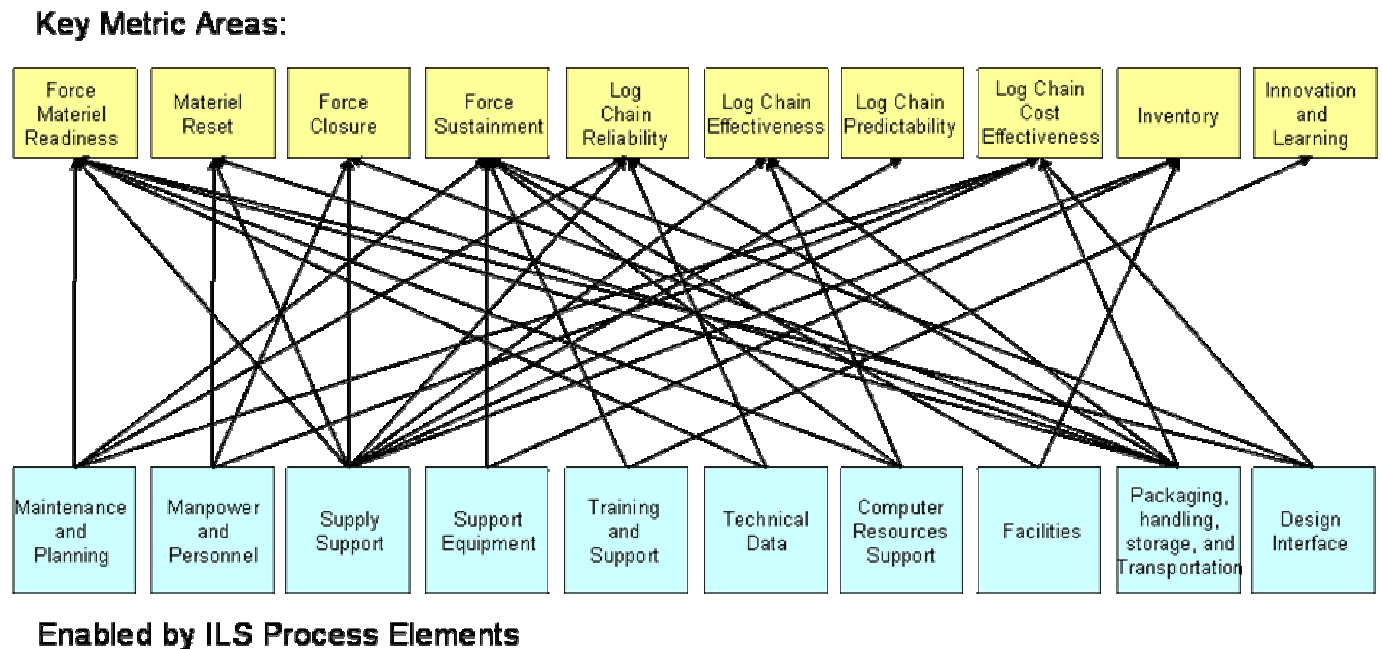 Key Metric Areas:
Force
Materiel
Readiness
Materiel
Reset
Force
Closure
Force
Sustainment
Log
Chain
Reliability
Log Chain
Effectiveness
Log Chain
Predictability
Log Chain
Cost
Effectiveness
Inventory
Innovation
and
Learning
Maintenance
and
Planning
Manpower
and
Personnel
Supply
Support
Support
Equipment
Training
and
Support
Technical
Data
Computer
Resources
Support
Facilities
Packaging,
handling,
storage, and
Transportation
Design
Interface
Enabled by ILS Process Elements